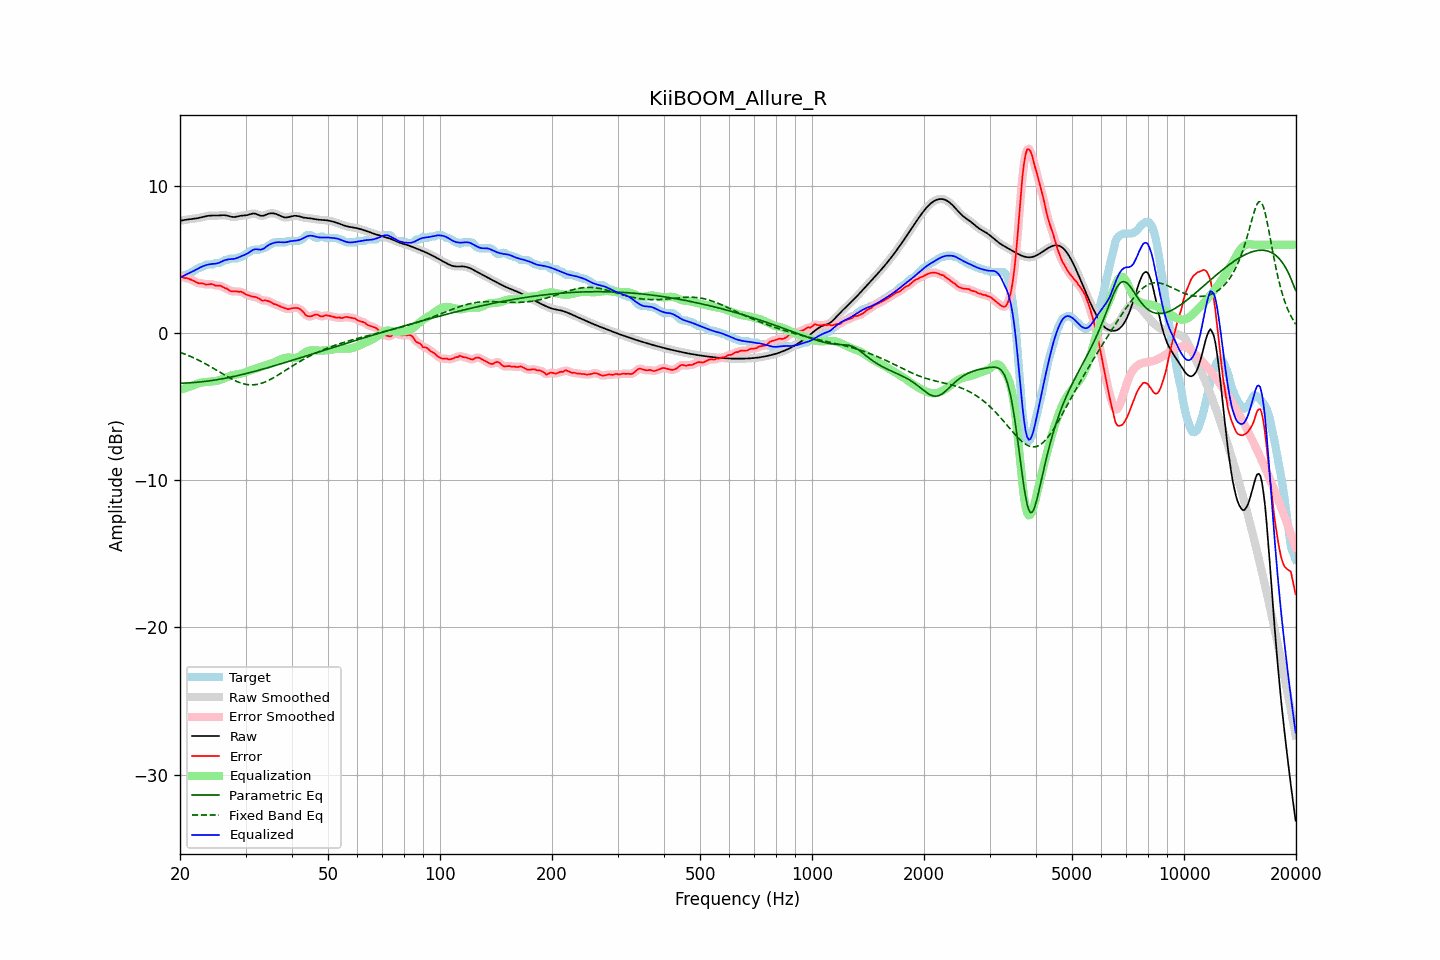 KiiBOOM_Allure_R
Amplitude (dBr)
10
0
−10
−20
−30
Target
Raw Smoothed
Error Smoothed
Raw
Error
Equalization
Parametric Eq
Fixed Band Eq
Equalized
20 50 100 200 500 1000 2000 5000 10000 20000
Frequency (Hz)